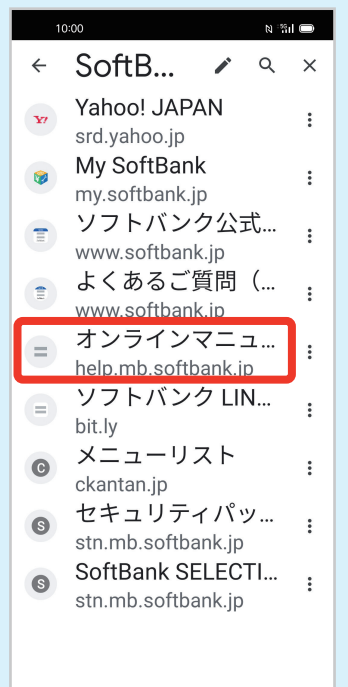 10:00
SoftB...
Yahoo! JAPAN
srd.yahoo.jp
My SoftBank
my.softbank.jp
ソフトバンク公式...
www.softbank.jp
よくあるご質問（...
www.softbank.jp
オンラインマニュ...
help.mb.softbank.jp
ソフトバンク LIN...
bit.ly
C メニューリスト
ckantan.jp
S セキュリティパッ...
stn.mb.softbank.jp
S SoftBank SELECTI...
stn.mb.softbank.jp